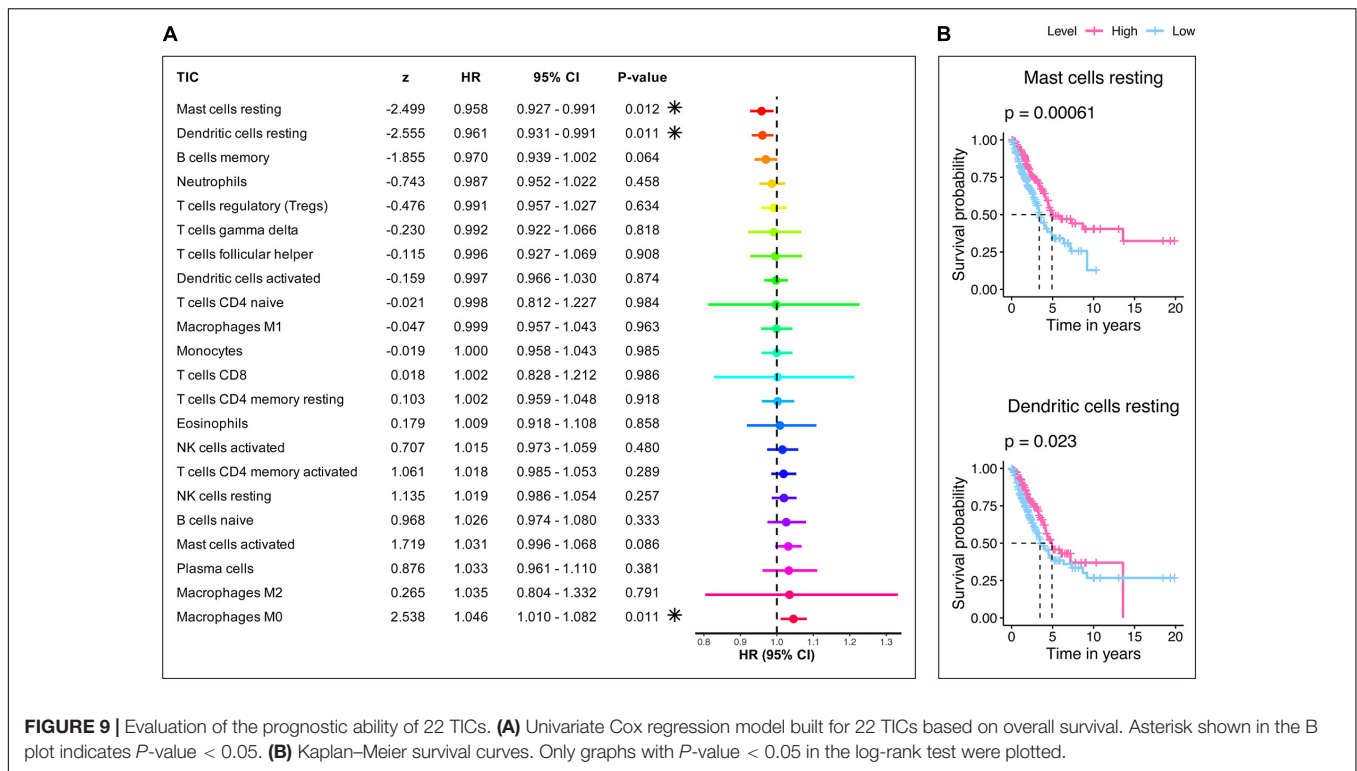 A
TIC z HR 95% CI P-value
Mast cells resting -2.499 0.958 0.927 - 0.991 0.012 ✳
Dendritic cells resting -2.555 0.961 0.931 - 0.991 0.011 ✳
B cells memory -1.855 0.970 0.939 - 1.002 0.064
Neutrophils -0.743 0.987 0.952 - 1.022 0.458
T cells regulatory (Tregs) -0.476 0.991 0.957 - 1.027 0.634
T cells gamma delta -0.230 0.992 0.922 - 1.066 0.818
T cells follicular helper -0.115 0.996 0.927 - 1.069 0.908
Dendritic cells activated -0.159 0.997 0.966 - 1.030 0.874
T cells CD4 naive -0.021 0.998 0.812 - 1.227 0.984
Macrophages M1 -0.047 0.999 0.957 - 1.043 0.963
Monocytes -0.019 1.000 0.958 - 1.043 0.985
T cells CD8 0.018 1.002 0.828 - 1.212 0.986
T cells CD4 memory resting 0.103 1.002 0.959 - 1.048 0.918
Eosinophils 0.179 1.009 0.918 - 1.108 0.858
NK cells activated 0.707 1.015 0.973 - 1.059 0.480
T cells CD4 memory activated 1.061 1.018 0.985 - 1.053 0.289
NK cells resting 1.135 1.019 0.986 - 1.054 0.257
B cells naive 0.968 1.026 0.974 - 1.080 0.333
Mast cells activated 1.719 1.031 0.996 - 1.068 0.086
Plasma cells 0.876 1.033 0.961 - 1.110 0.381
Macrophages M2 0.265 1.035 0.804 - 1.332 0.791
Macrophages M0 2.538 1.046 1.010 - 1.082 0.011 ✳
0.8 0.9 1.0 1.1 1.2 1.3
HR (95% CI)
B
Level High Low
Mast cells resting
p = 0.00061
Survival probability
1.00
0.75
0.50
0.25
0.00
0 5 10 15 20
Time in years
Dendritic cells resting
p = 0.023
Survival probability
1.00
0.75
0.50
0.25
0.00
0 5 10 15 20
Time in years
FIGURE 9 | Evaluation of the prognostic ability of 22 TICs. (A) Univariate Cox regression model built for 22 TICs based on overall survival. Asterisk shown in the B
plot indicates P-value < 0.05. (B) Kaplan–Meier survival curves. Only graphs with P-value < 0.05 in the log-rank test were plotted.